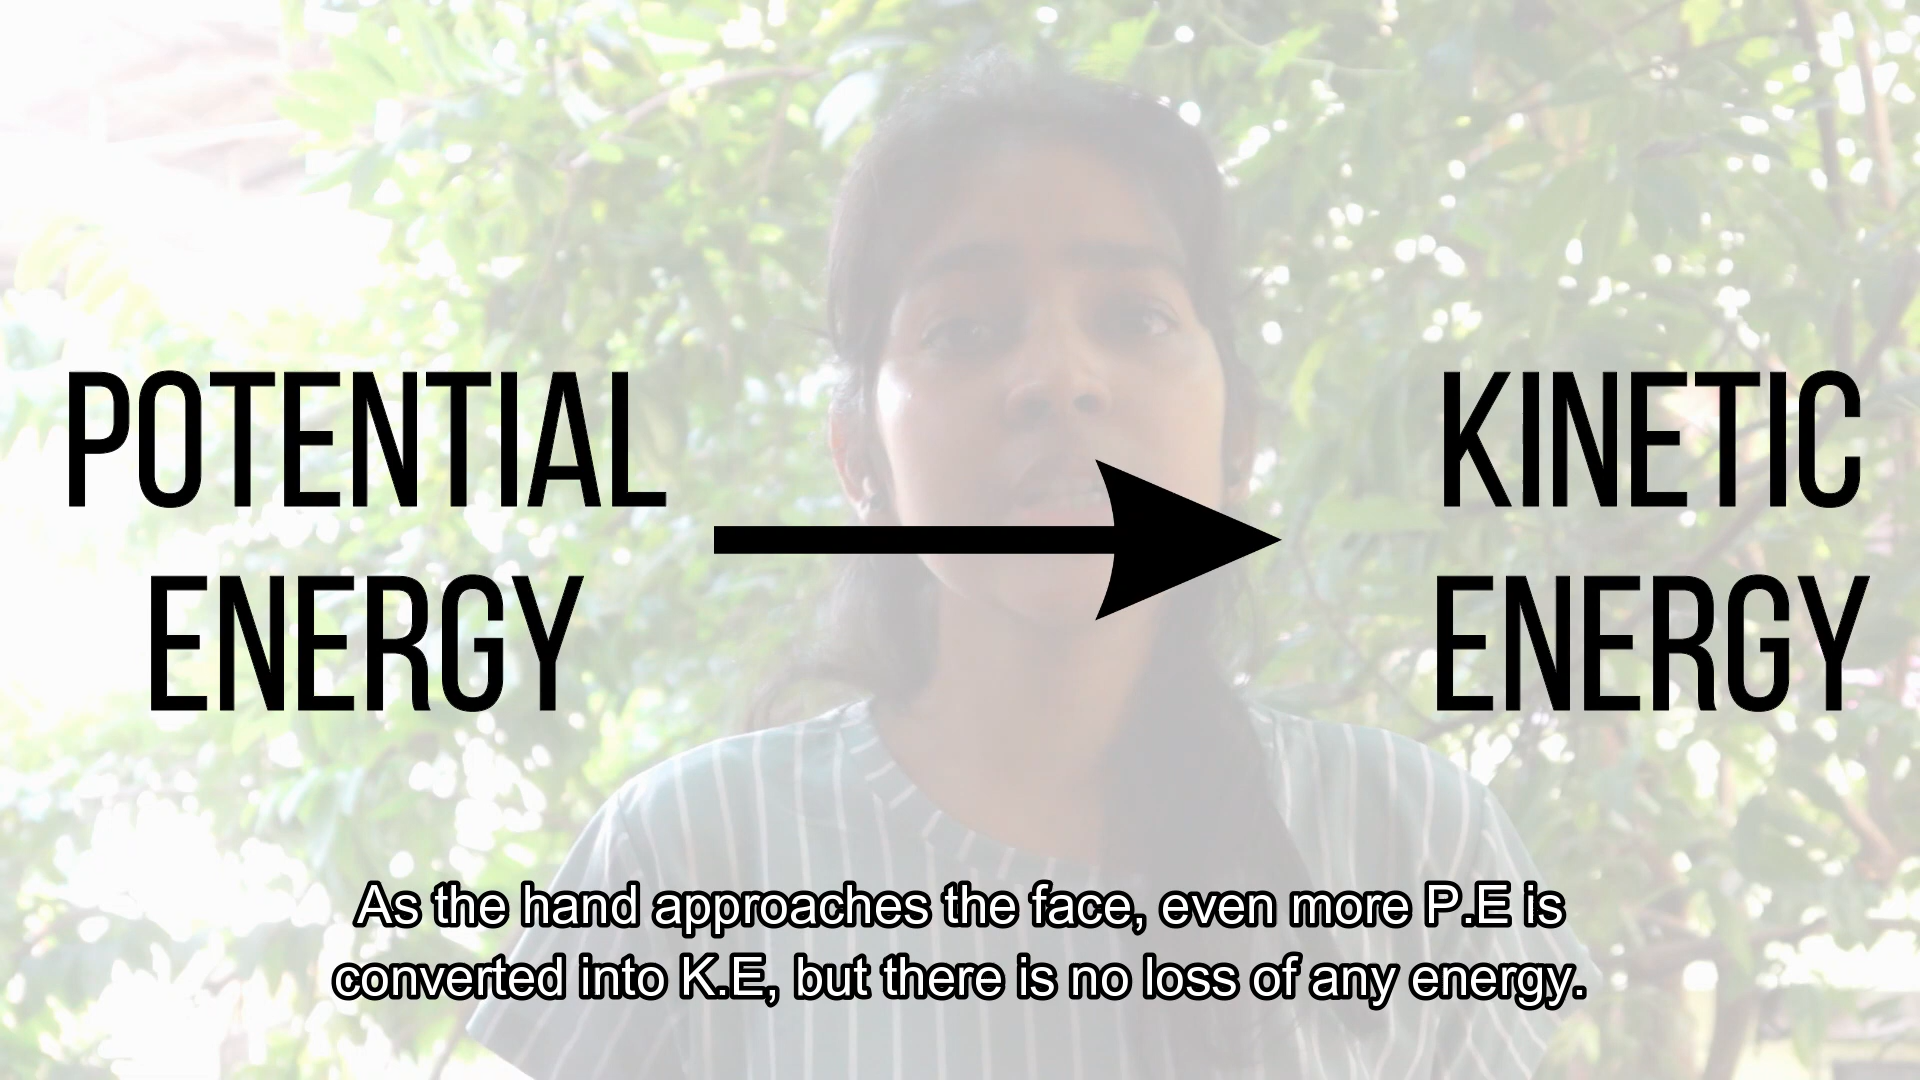 POTENTIAL
ENERGY
KINETIC
ENERGY
As the hand approaches the face, even more P.E is
converted into K.E, but there is no loss of any energy.